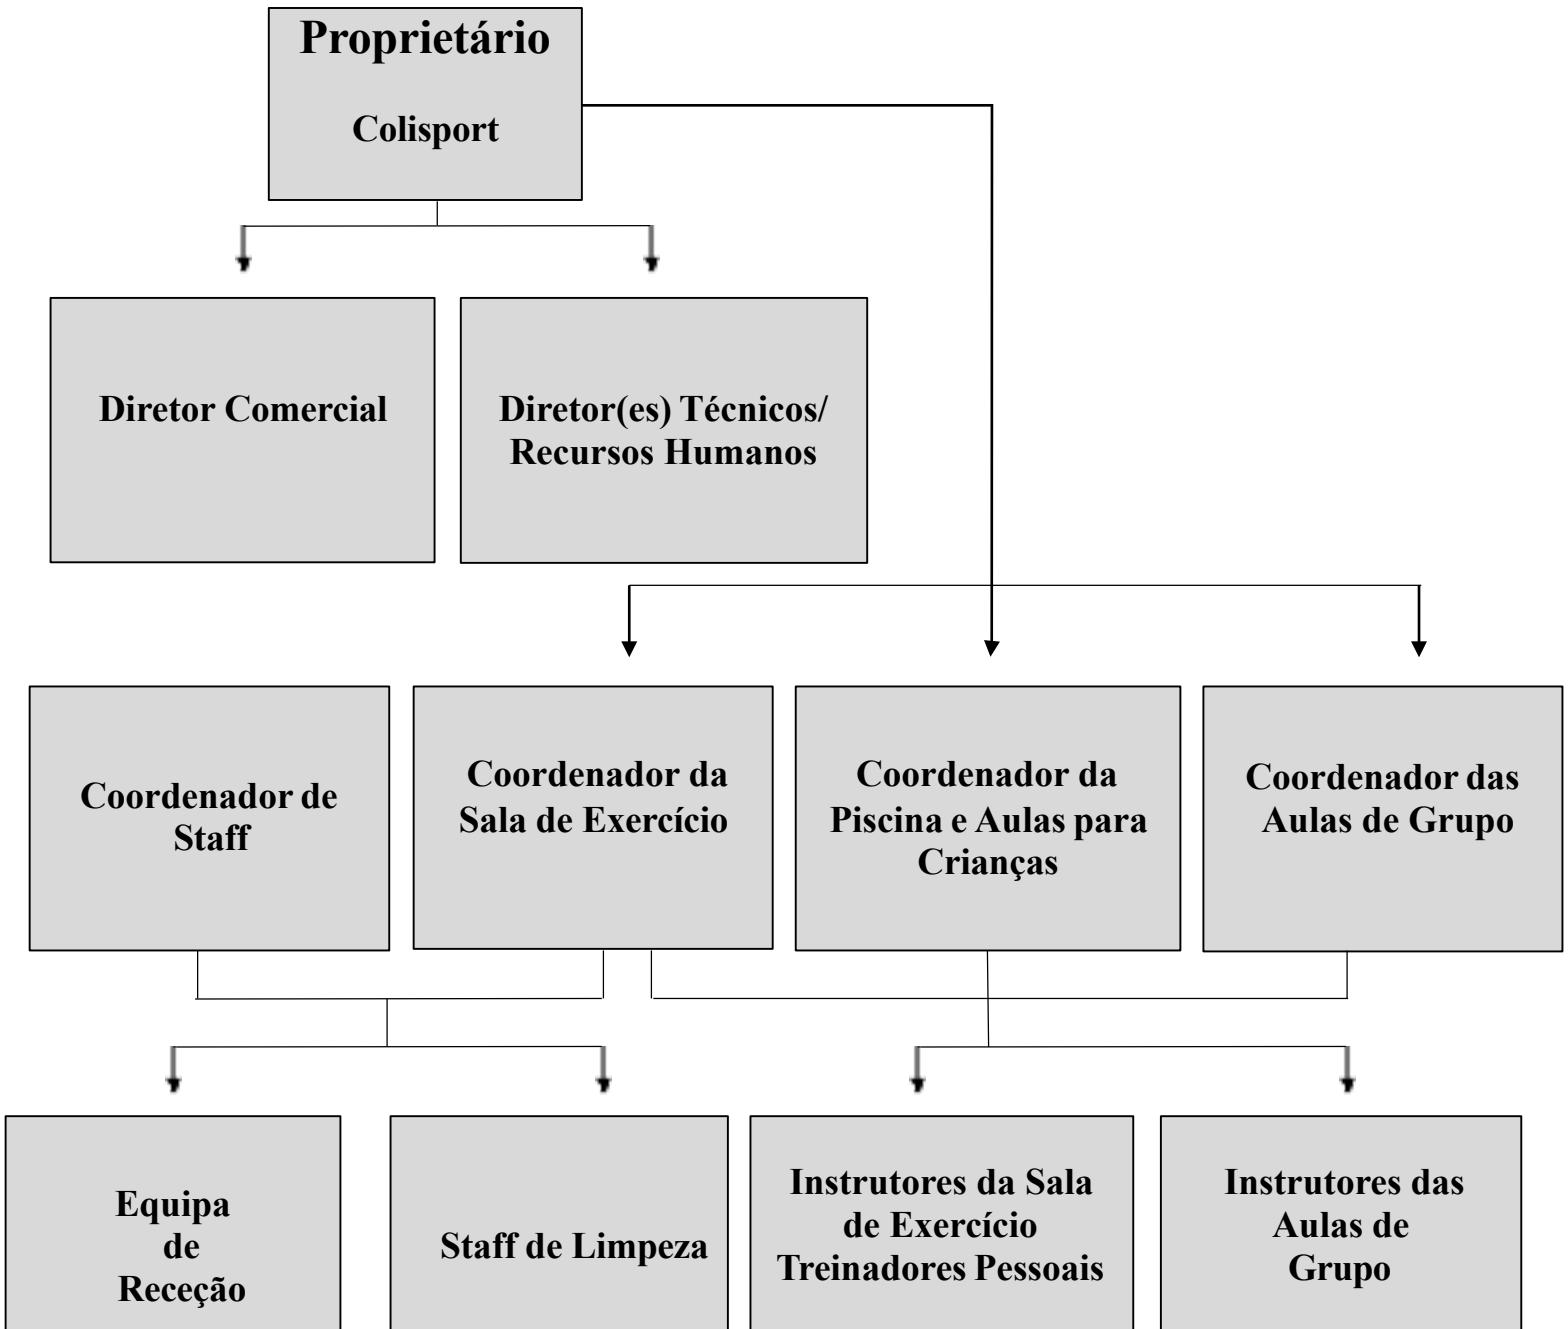 Proprietário
Colisport
Diretor Comercial
Diretor(es) Técnicos/
Recursos Humanos
Coordenador de
Staff
Coordenador da
Sala de Exercício
Coordenador da
Piscina e Aulas para
Crianças
Coordenador das
Aulas de Grupo
Equipa
de
Receção
Staff de Limpeza
Instrutores da Sala
de Exercício
Treinadores Pessoais
Instrutores das
Aulas de
Grupo